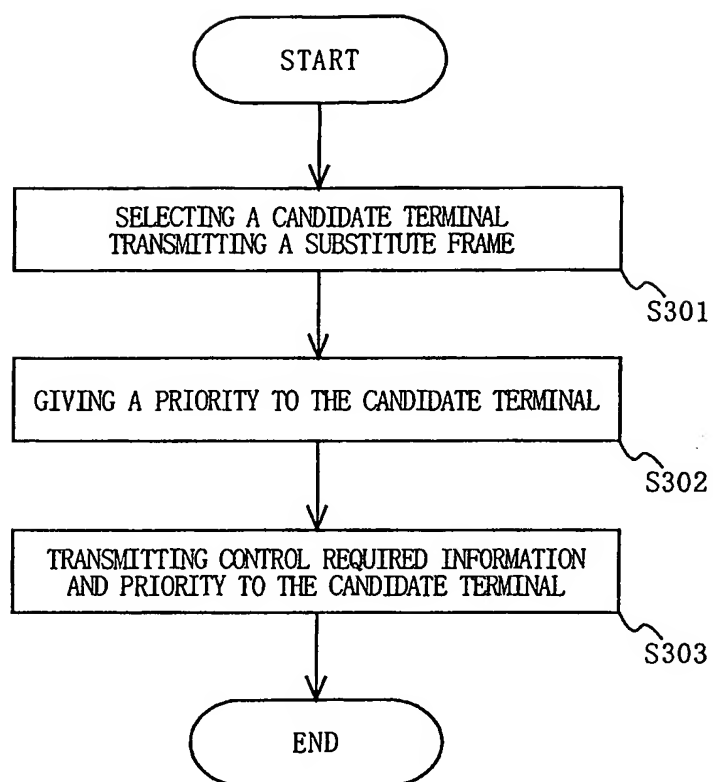 START
SELECTING A CANDIDATE TERMINAL
TRANSMITTING A SUBSTITUTE FRAME
S301
GIVING A PRIORITY TO THE CANDIDATE TERMINAL
S302
TRANSMITTING CONTROL REQUIRED INFORMATION
AND PRIORITY TO THE CANDIDATE TERMINAL
S303
END